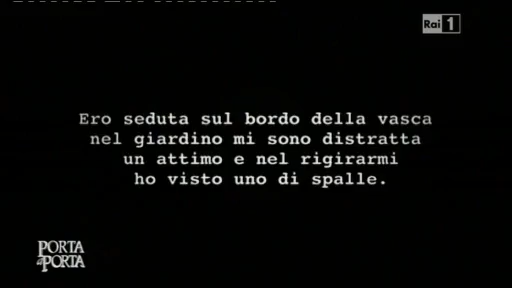 Rai 1
Ero seduta sul bordo della vasca
nel giardino mi sono distratta
un attimo e nel rigirarmi
ho visto uno di spalle.
PORTA
a PORTA